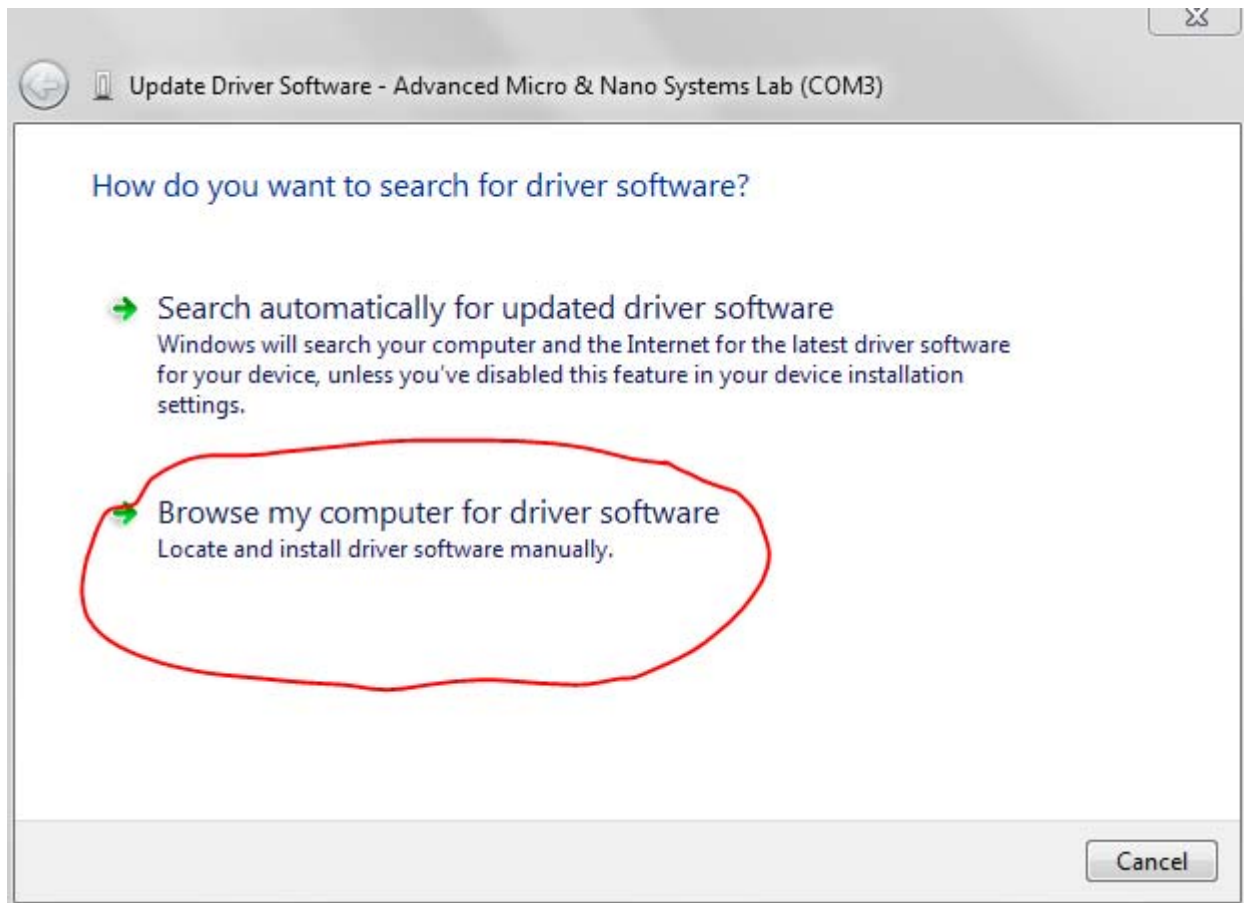 Update Driver Software - Advanced Micro & Nano Systems Lab (COM3)
How do you want to search for driver software?
Search automatically for updated driver software
Windows will search your computer and the Internet for the latest driver software
for your device, unless you've disabled this feature in your device installation
settings.
Browse my computer for driver software
Locate and install driver software manually.
Cancel